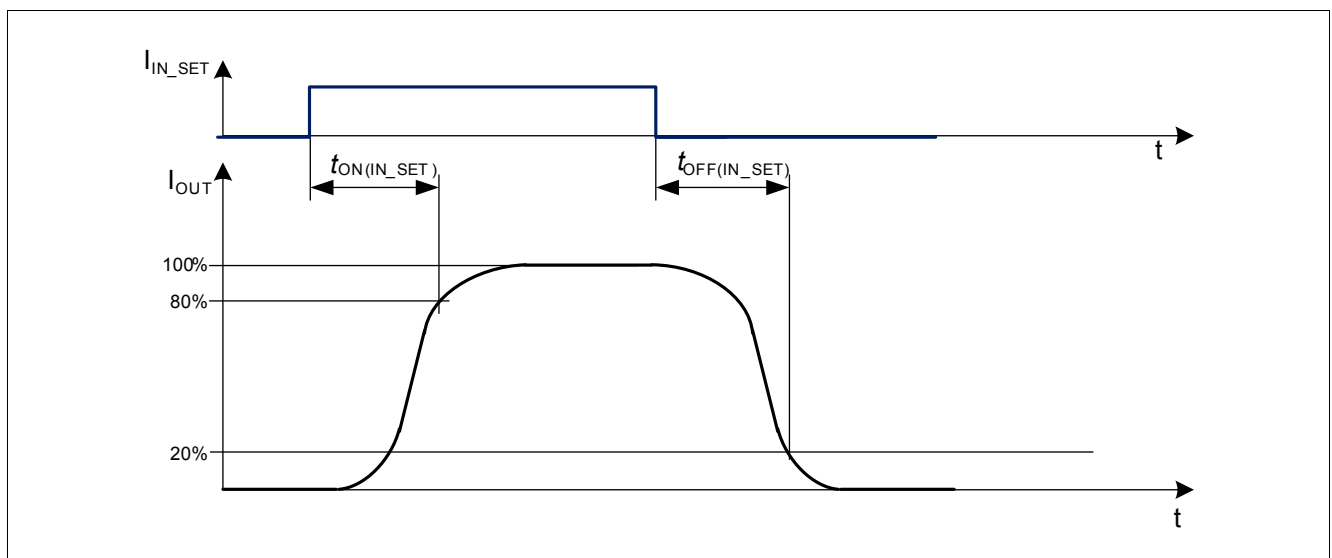 I_IN_SET
t
t_ON(IN_SET)
t_OFF(IN_SET)
I_OUT
100%
80%
20%
t